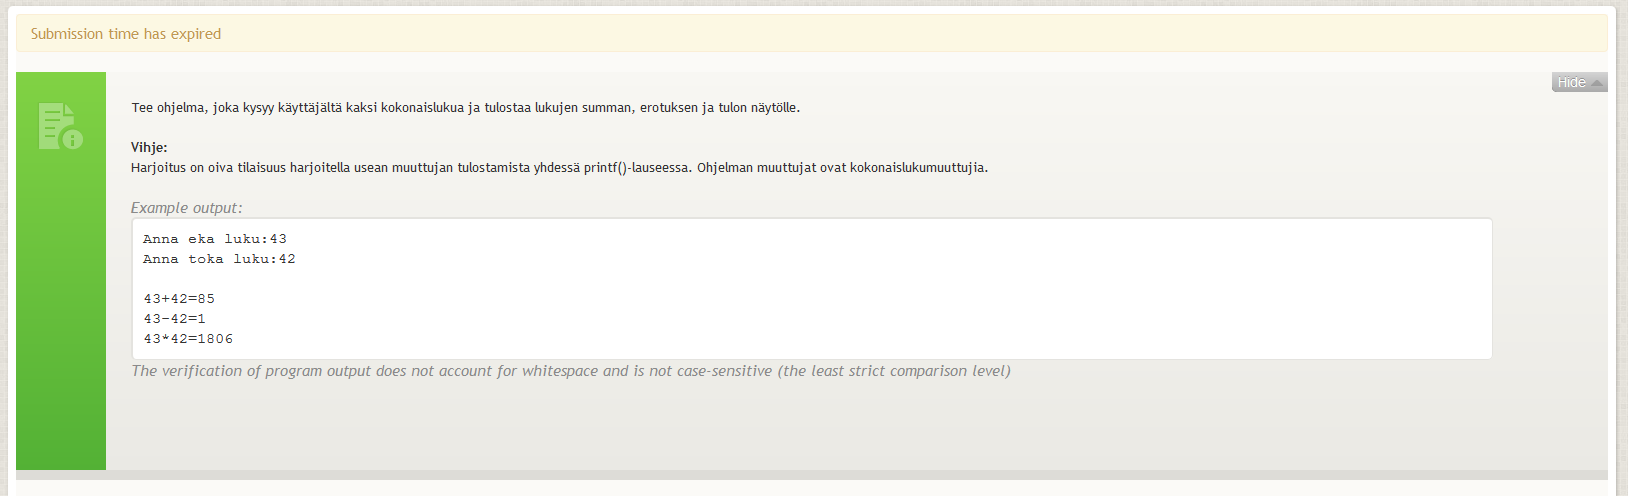 Submission time has expired
Hide
Tee ohjelma, joka kysyy käyttäjältä kaksi kokonaislukua ja tulostaa lukujen summan, erotuksen ja tulon näytölle.
Vihje:
Harjoitus on oiva tilaisuus harjoitella usean muuttujan tulostamista yhdessä printf()-lauseessa. Ohjelman muuttujat ovat kokonaislukumuuttujia.
Example output:
Anna eka luku:43
Anna toka luku:42
43+42=85
43-42=1
43*42=1806
The verification of program output does not account for whitespace and is not case-sensitive (the least strict comparison level)